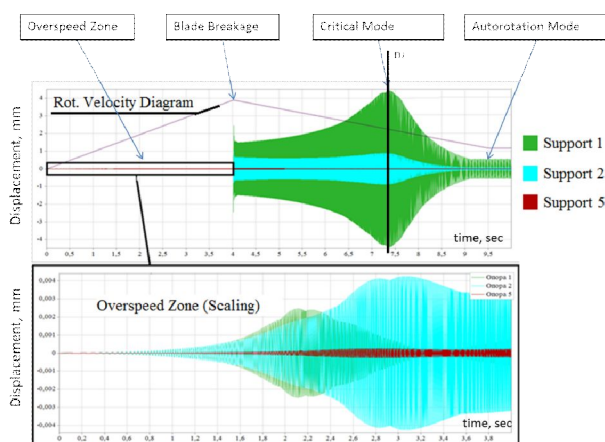 Overspeed Zone
Blade Breakage
Critical Mode
Autorotation Mode
n
Displacement, mm
Rot. Velocity Diagram
4
3
2
1
0
-1
-2
-3
-4
0 0,5 1 1,5 2 2,5 3 3,5 4 4,5 5 5,5 6 6,5 7 7,5 8 8,5 9 9,5
time, sec
Support 1
Support 2
Support 5
Displacement, mm
Overspeed Zone (Scaling)
Опора 1
Опора 2
Опора 5
0,004
0,003
0,002
0,001
0
-0,001
-0,002
-0,003
-0,004
0 0,2 0,4 0,6 0,8 1 1,2 1,4 1,6 1,8 2 2,2 2,4 2,6 2,8 3 3,2 3,4 3,6 3,8
time, sec